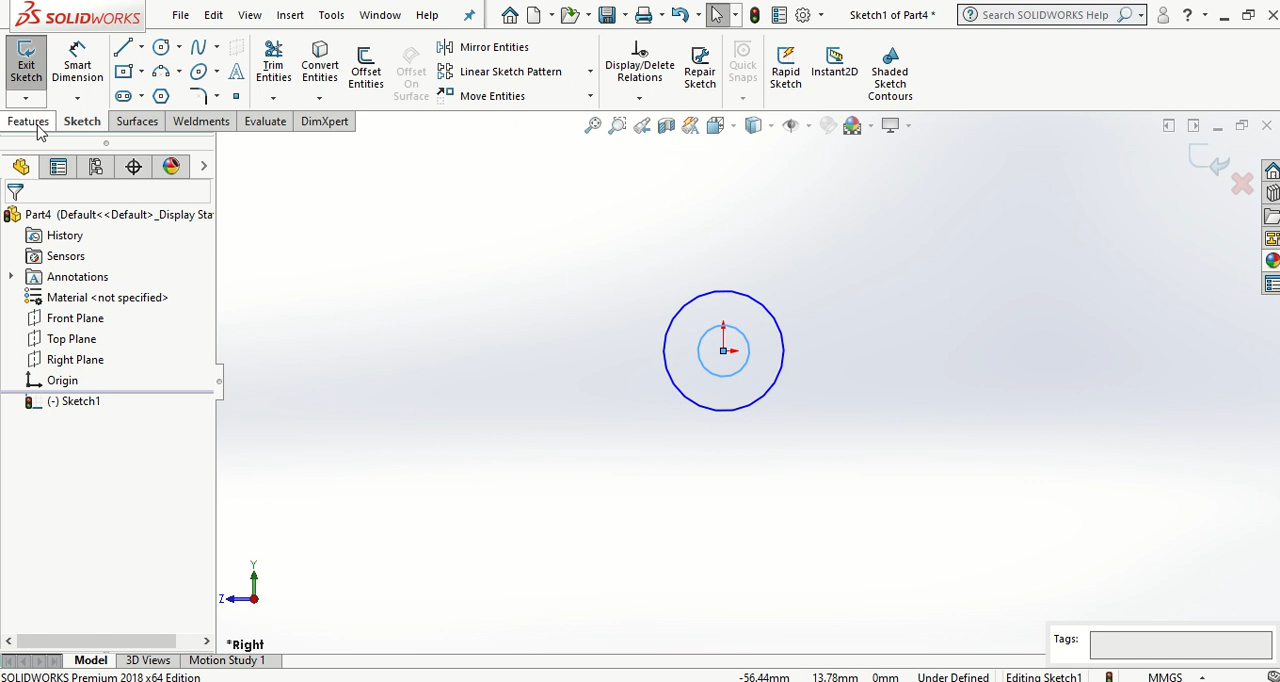 SOLIDWORKS File Edit View Insert Tools Window Help Sketch1 of Part4 * Search SOLIDWORKS Help ?
Exit Sketch
Smart Dimension
Trim Entities
Convert Entities
Offset Entities
Offset On Surface
Mirror Entities
Linear Sketch Pattern
Move Entities
Display/Delete Relations
Repair Sketch
Quick Snaps
Rapid Sketch
Instant2D
Shaded Sketch Contours
Features Sketch Surfaces Weldments Evaluate DimXpert
Part4 (Default<<Default>_Display Sta
History
Sensors
Annotations
Material <not specified>
Front Plane
Top Plane
Right Plane
Origin
(-) Sketch1
Y
Z
*Right
Tags:
Model 3D Views Motion Study 1
SOLIDWORKS Premium 2018 x64 Edition -56.44mm 13.78mm 0mm Under Defined Editing Sketch1 MMGS